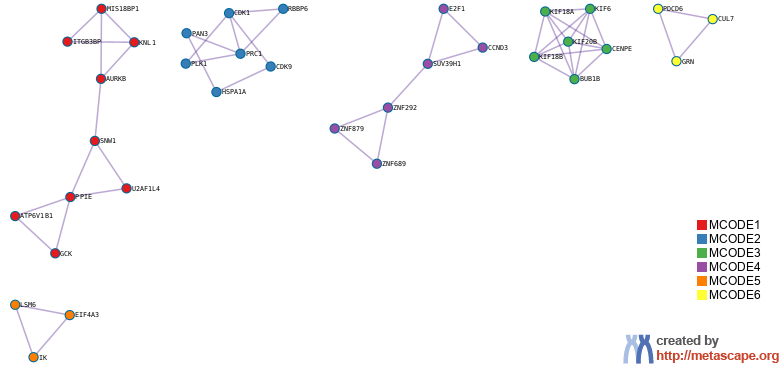 MIS18BP1
ITGB3BP
KNL1
AURKB
SNW1
U2AF1L4
PPIE
ATP6V1B1
GCK
CDK1
RBBP6
PAN3
PRC1
PLK1
CDK9
HSPA1A
E2F1
CCND3
SUV39H1
ZNF292
ZNF879
ZNF689
KIF18A
KIF6
KIF20B
CENPE
KIF18B
BUB1B
PDCD6
CUL7
GRN
LSM6
EIF4A3
IK
MCODE1
MCODE2
MCODE3
MCODE4
MCODE5
MCODE6
created by
http://metascape.org